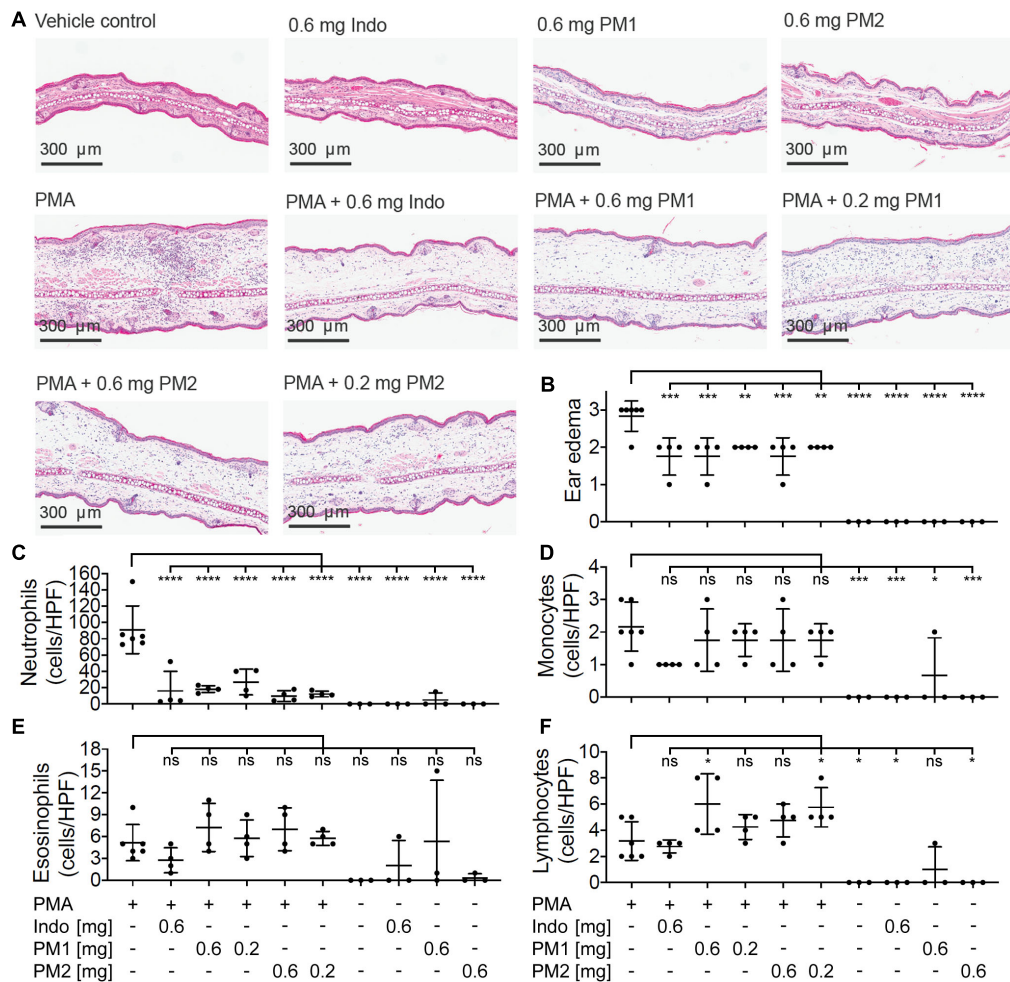 A
Vehicle control
0.6 mg Indo
0.6 mg PM1
0.6 mg PM2
300 µm
300 µm
300 µm
300 µm
PMA
PMA + 0.6 mg Indo
PMA + 0.6 mg PM1
PMA + 0.2 mg PM1
300 µm
300 µm
300 µm
300 µm
PMA + 0.6 mg PM2
PMA + 0.2 mg PM2
300 µm
300 µm
B
*** *** ** *** ** **** **** **** ****
Ear edema
3
2
1
0
C
**** **** **** **** **** **** **** **** ****
Neutrophils
(cells/HPF)
160
140
120
100
80
60
40
20
0
D
ns ns ns ns ns *** *** * ***
Monocytes
(cells/HPF)
4
3
2
1
0
E
ns ns ns ns ns ns ns ns ns
Esosinophils
(cells/HPF)
18
15
12
9
6
3
0
F
ns * ns ns * * * ns *
Lymphocytes
(cells/HPF)
10
8
6
4
2
0
PMA + + + + + + - - - -
Indo [mg] - 0.6 - - - - - 0.6 - -
PM1 [mg] - - 0.6 0.2 - - - - 0.6 -
PM2 [mg] - - - - 0.6 0.2 - - - 0.6
+ + + + + + - - - -
- 0.6 - - - - - 0.6 - -
- - 0.6 0.2 - - - - 0.6 -
- - - - 0.6 0.2 - - - 0.6